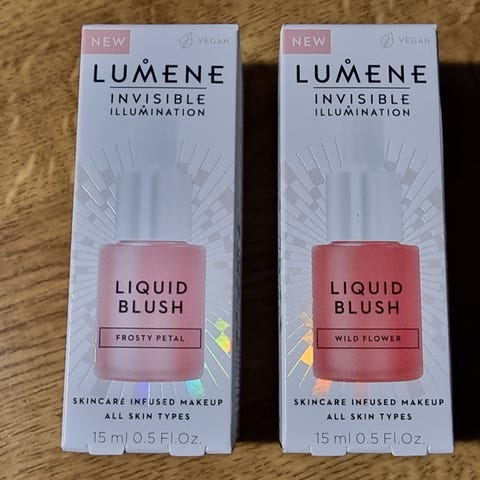 NEW
VEGAN
LUMENE
INVISIBLE
ILLUMINATION
LIQUID
BLUSH
FROSTY PETAL
SKINCARE INFUSED MAKEUP
ALL SKIN TYPES
15 ml 0.5 Fl.Oz.
NEW
VEGAN
LUMENE
INVISIBLE
ILLUMINATION
LIQUID
BLUSH
WILD FLOWER
SKINCARE INFUSED MAKEUP
ALL SKIN TYPES
15 ml 0.5 Fl.Oz.